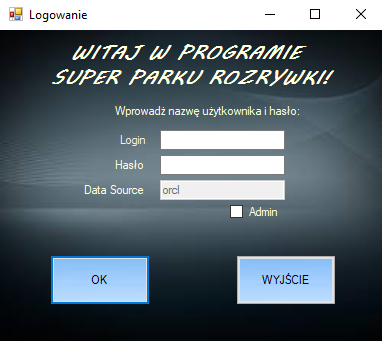 Logowanie
WITAJ W PROGRAMIE
SUPER PARKU ROZRYWKI!
Wprowadź nazwę użytkownika i hasło:
Login
Hasło
Data Source orcl
Admin
OK WYJŚCIE